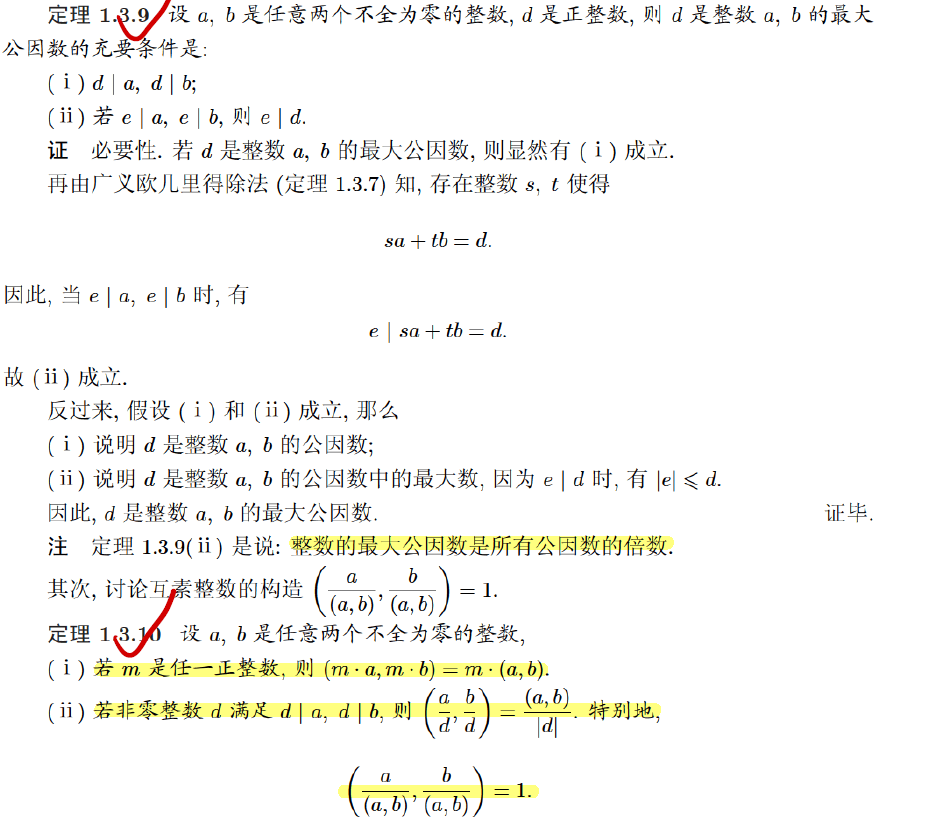 定理 1.3.9 设 a, b 是任意两个不全为零的整数, d 是正整数, 则 d 是整数 a, b 的最大
公因数的充要条件是:
(ⅰ) d | a, d | b;
(ⅱ) 若 e | a, e | b, 则 e | d.
证 必要性. 若 d 是整数 a, b 的最大公因数, 则显然有 (ⅰ) 成立.
再由广义欧几里得除法 (定理 1.3.7) 知, 存在整数 s, t 使得
sa + tb = d.
因此, 当 e | a, e | b 时, 有
e | sa + tb = d.
故 (ⅱ) 成立.
反过来, 假设 (ⅰ) 和 (ⅱ) 成立, 那么
(ⅰ) 说明 d 是整数 a, b 的公因数;
(ⅱ) 说明 d 是整数 a, b 的公因数中的最大数, 因为 e | d 时, 有 |e| ⩽ d.
因此, d 是整数 a, b 的最大公因数. 证毕.
注 定理 1.3.9(ⅱ) 是说: 整数的最大公因数是所有公因数的倍数.
其次, 讨论互素整数的构造 (a/(a, b), b/(a, b)) = 1.
定理 1.3.10 设 a, b 是任意两个不全为零的整数,
(ⅰ) 若 m 是任一正整数, 则 (m · a, m · b) = m · (a, b).
(ⅱ) 若非零整数 d 满足 d | a, d | b, 则 (a/d, b/d) = (a, b)/|d|. 特别地,
(a/(a, b), b/(a, b)) = 1.